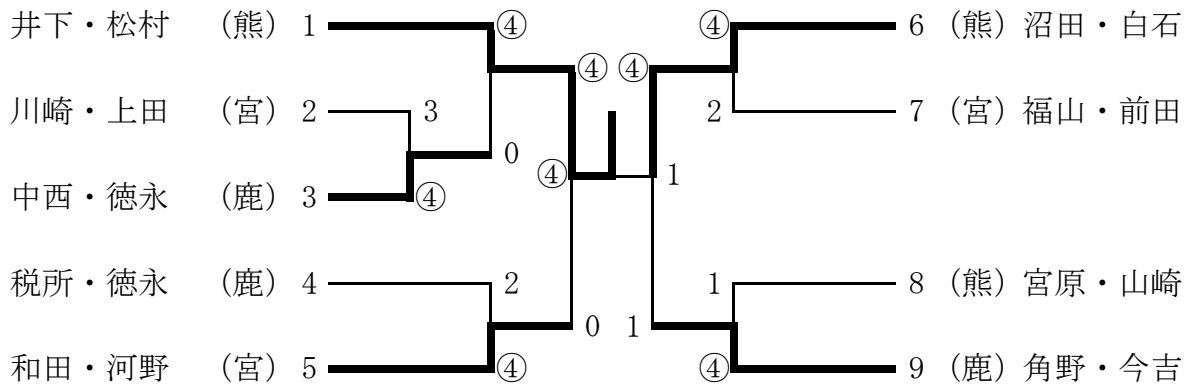 井下・松村 (熊) 1 ④ ④ 6 (熊) 沼田・白石
④ ④
川崎・上田 (宮) 2 3 2 7 (宮) 福山・前田
0
④ 1
中西・徳永 (鹿) 3 ④
税所・徳永 (鹿) 4 2 1 8 (熊) 宮原・山崎
0 1
和田・河野 (宮) 5 ④ ④ 9 (鹿) 角野・今吉